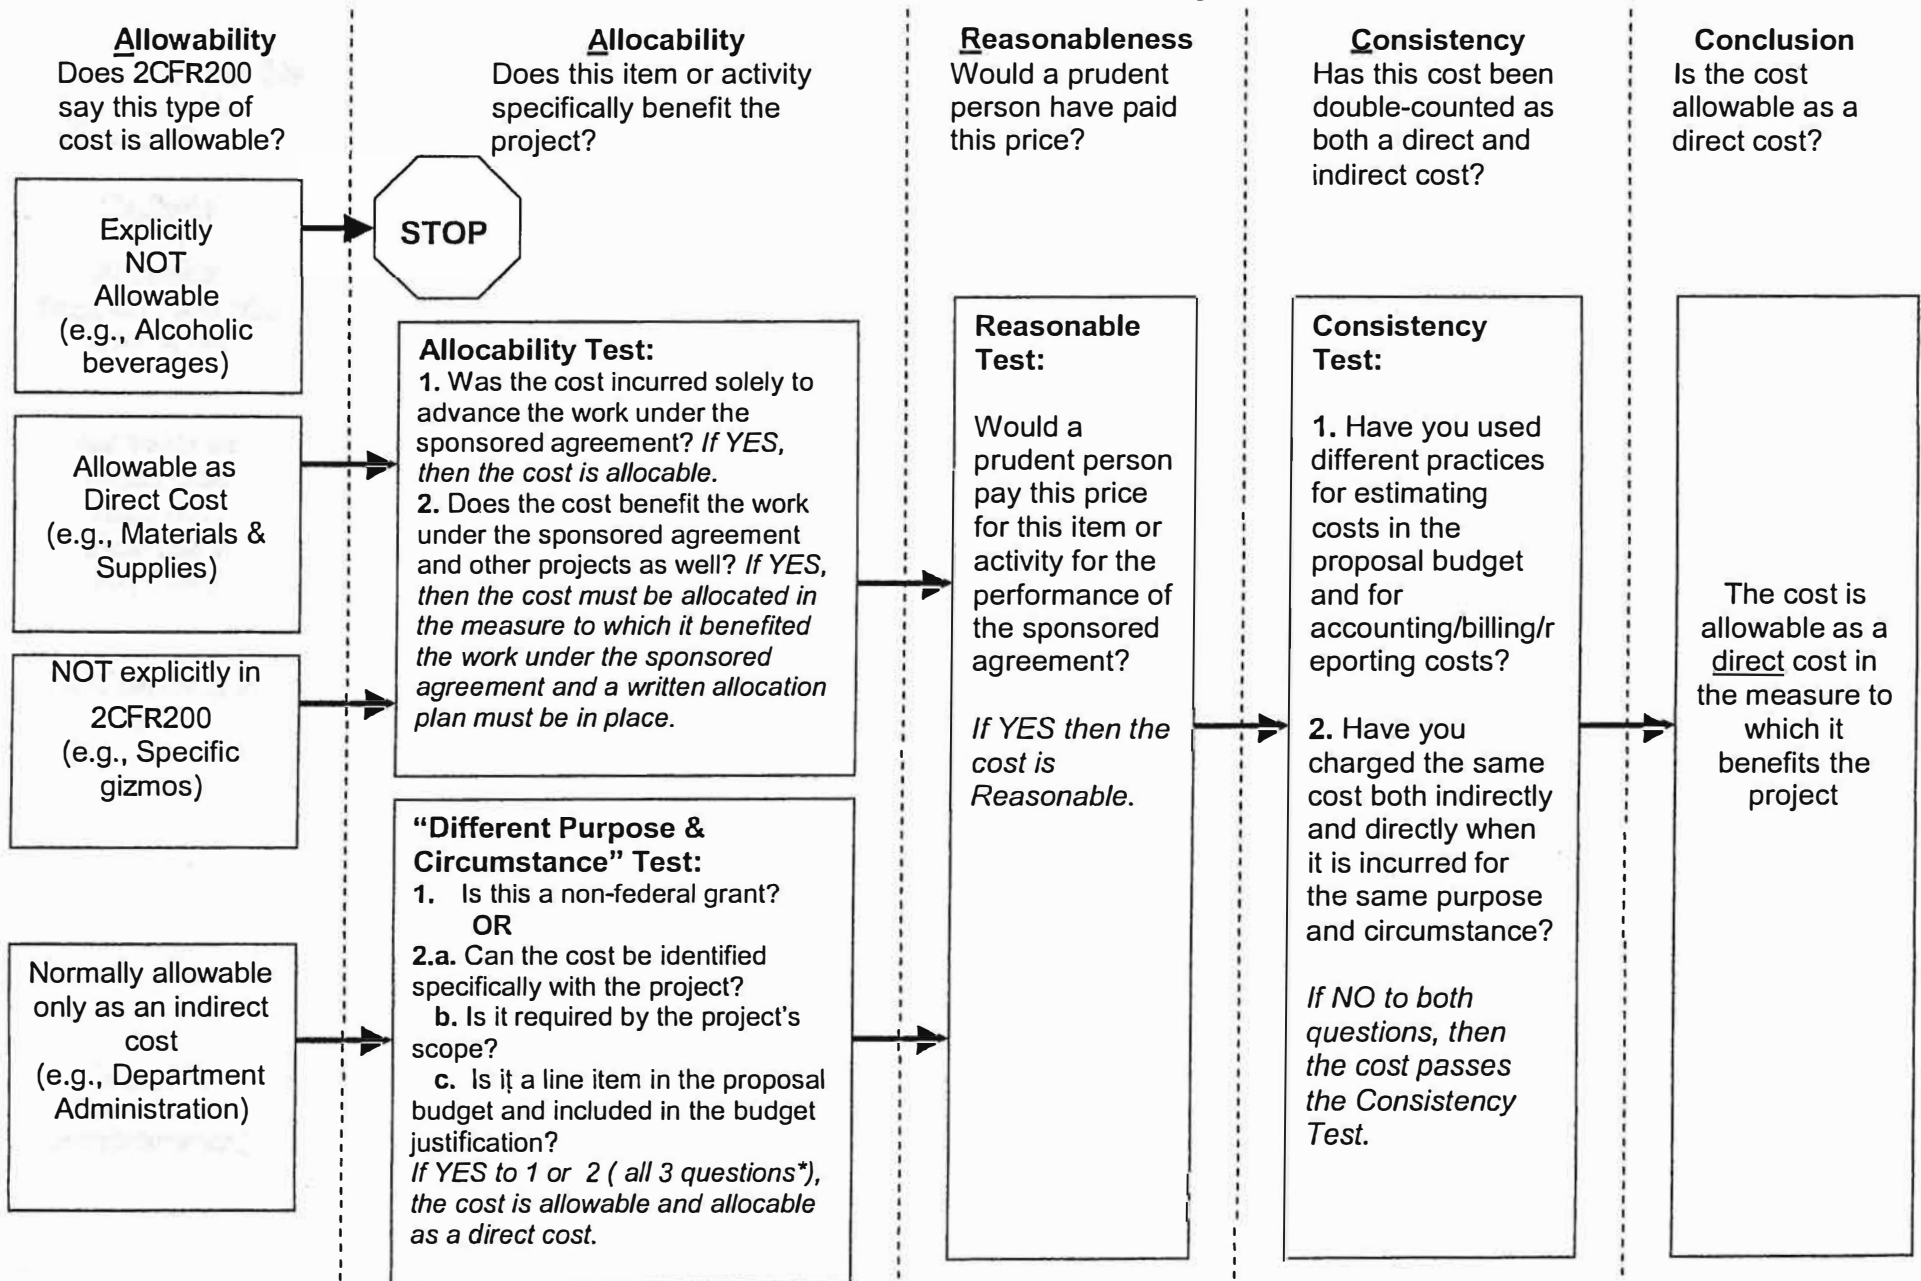 Allowability
Does 2CFR200
say this type of
cost is allowable?
Explicitly
NOT
Allowable
(e.g., Alcoholic
beverages)
Allowable as
Direct Cost
(e.g., Materials &
Supplies)
NOT explicitly in
2CFR200
(e.g., Specific
gizmos)
Normally allowable
only as an indirect
cost
(e.g., Department
Administration)
Allocability
Does this item or activity
specifically benefit the
project?
STOP
Allocability Test:
1. Was the cost incurred solely to
advance the work under the
sponsored agreement? If YES,
then the cost is allocable.
2. Does the cost benefit the work
under the sponsored agreement
and other projects as well? If YES,
then the cost must be allocated in
the measure to which it benefited
the work under the sponsored
agreement and a written allocation
plan must be in place.
“Different Purpose &
Circumstance” Test:
1. Is this a non-federal grant?
OR
2.a. Can the cost be identified
specifically with the project?
b. Is it required by the project's
scope?
c. Is it a line item in the proposal
budget and included in the budget
justification?
If YES to 1 or 2 ( all 3 questions*),
the cost is allowable and allocable
as a direct cost.
Reasonableness
Would a prudent
person have paid
this price?
Reasonable
Test:
Would a
prudent person
pay this price
for this item or
activity for the
performance of
the sponsored
agreement?
If YES then the
cost is
Reasonable.
Consistency
Has this cost been
double-counted as
both a direct and
indirect cost?
Consistency
Test:
1. Have you used
different practices
for estimating
costs in the
proposal budget
and for
accounting/billing/r
eporting costs?
2. Have you
charged the same
cost both indirectly
and directly when
it is incurred for
the same purpose
and circumstance?
If NO to both
questions, then
the cost passes
the Consistency
Test.
Conclusion
Is the cost
allowable as a
direct cost?
The cost is
allowable as a
direct cost in
the measure to
which it
benefits the
project